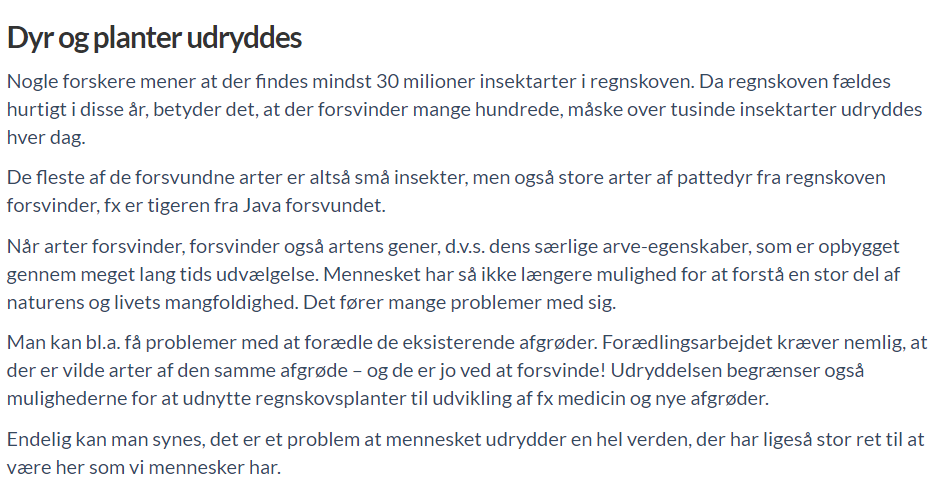 Dyr og planter udryddes
Nogle forskere mener at der findes mindst 30 milioner insektarter i regnskoven. Da regnskoven fældes
hurtigt i disse år, betyder det, at der forsvinder mange hundrede, måske over tusinde insektarter udryddes
hver dag.
De fleste af de forsvundne arter er altså små insekter, men også store arter af pattedyr fra regnskoven
forsvinder, fx er tigeren fra Java forsvundet.
Når arter forsvinder, forsvinder også artens gener, d.v.s. dens særlige arve-egenskaber, som er opbygget
gennem meget lang tids udvælgelse. Mennesket har så ikke længere mulighed for at forstå en stor del af
naturens og livets mangfoldighed. Det fører mange problemer med sig.
Man kan bl.a. få problemer med at forædle de eksisterende afgrøder. Forædlingsarbejdet kræver nemlig, at
der er vilde arter af den samme afgrøde – og de er jo ved at forsvinde! Udryddelsen begrænser også
mulighederne for at udnytte regnskovsplanter til udvikling af fx medicin og nye afgrøder.
Endelig kan man synes, det er et problem at mennesket udrydder en hel verden, der har ligeså stor ret til at
være her som vi mennesker har.